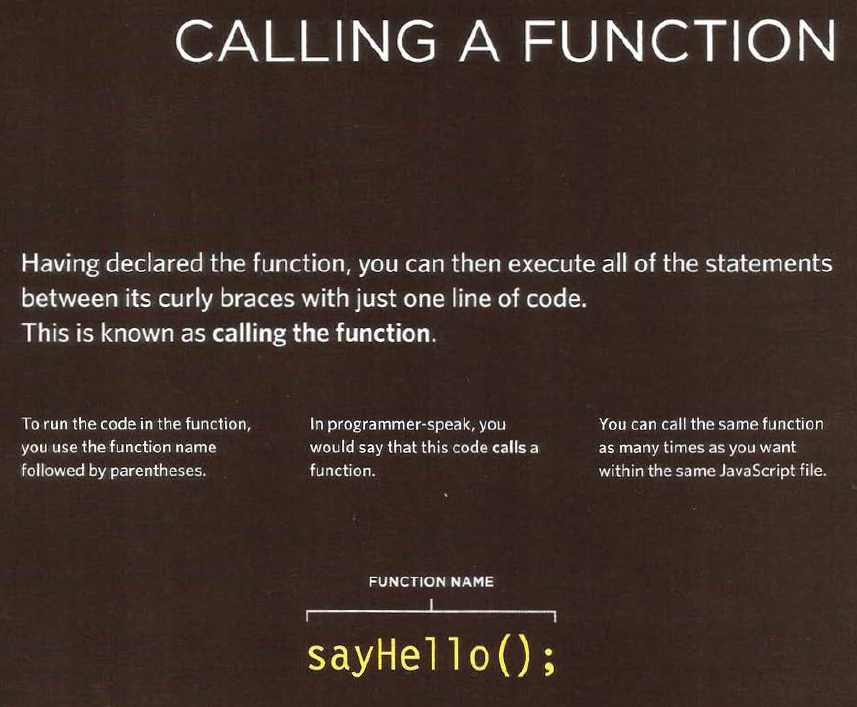 CALLING A FUNCTION
Having declared the function, you can then execute all of the statements
between its curly braces with just one line of code.
This is known as calling the function.
To run the code in the function,
you use the function name
followed by parentheses.
In programmer-speak, you
would say that this code calls a
function.
You can call the same function
as many times as you want
within the same JavaScript file.
FUNCTION NAME
sayHello();